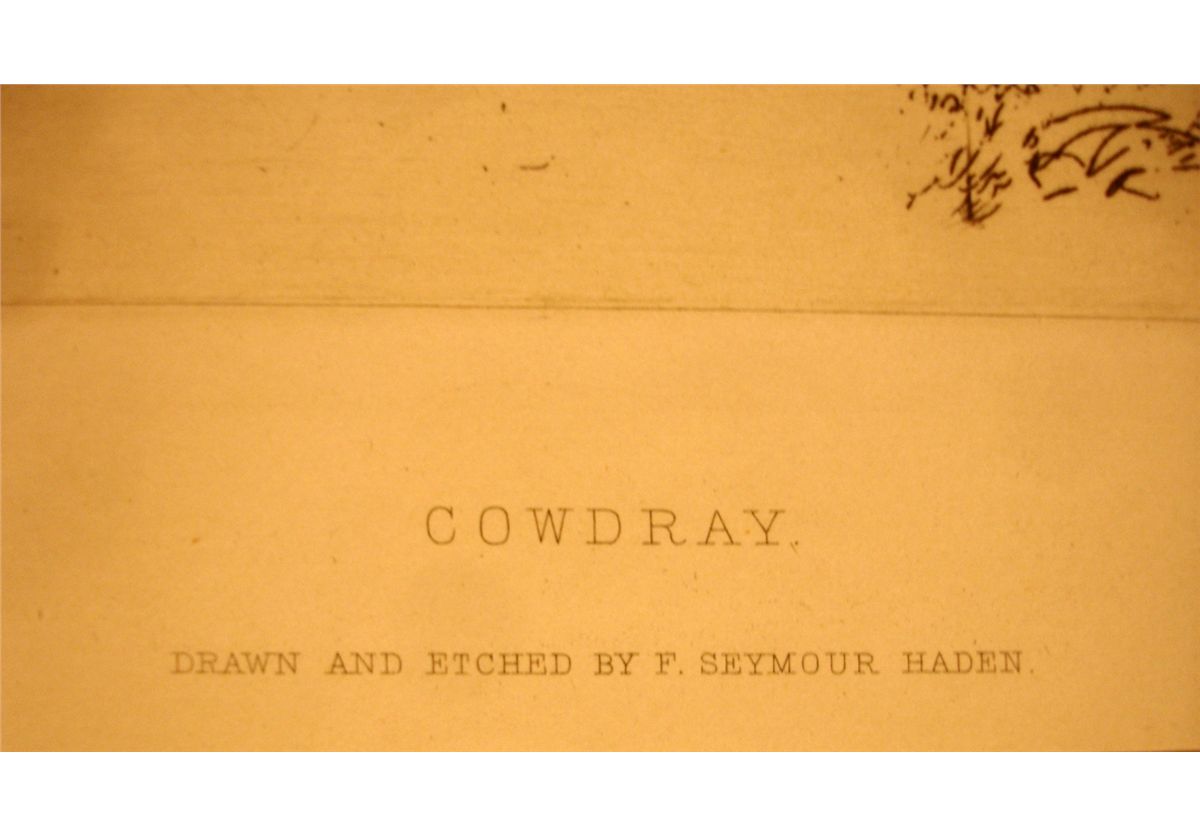 COWDRAY.
DRAWN AND ETCHED BY F. SEYMOUR HADEN.